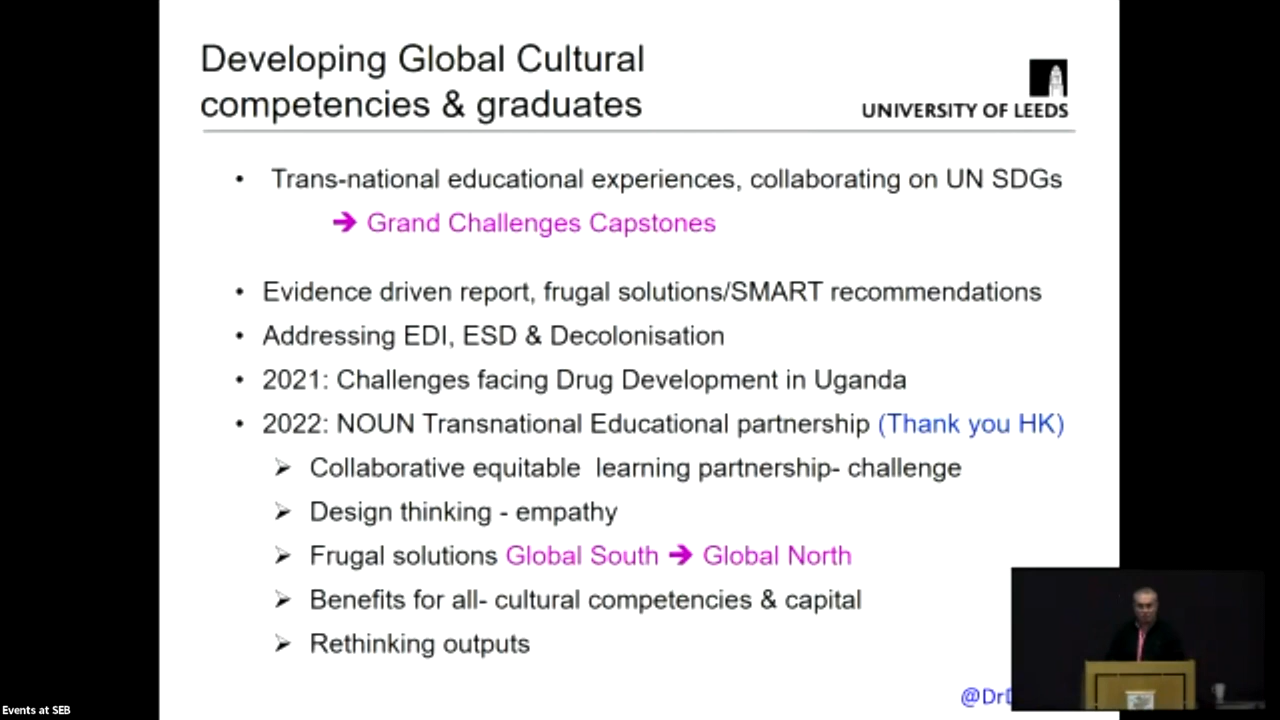 Developing Global Cultural
competencies & graduates
UNIVERSITY OF LEEDS
• Trans-national educational experiences, collaborating on UN SDGs
➔ Grand Challenges Capstones
• Evidence driven report, frugal solutions/SMART recommendations
• Addressing EDI, ESD & Decolonisation
• 2021: Challenges facing Drug Development in Uganda
• 2022: NOUN Transnational Educational partnership (Thank you HK)
➢ Collaborative equitable learning partnership- challenge
➢ Design thinking - empathy
➢ Frugal solutions Global South ➔ Global North
➢ Benefits for all- cultural competencies & capital
➢ Rethinking outputs
Events at SEB